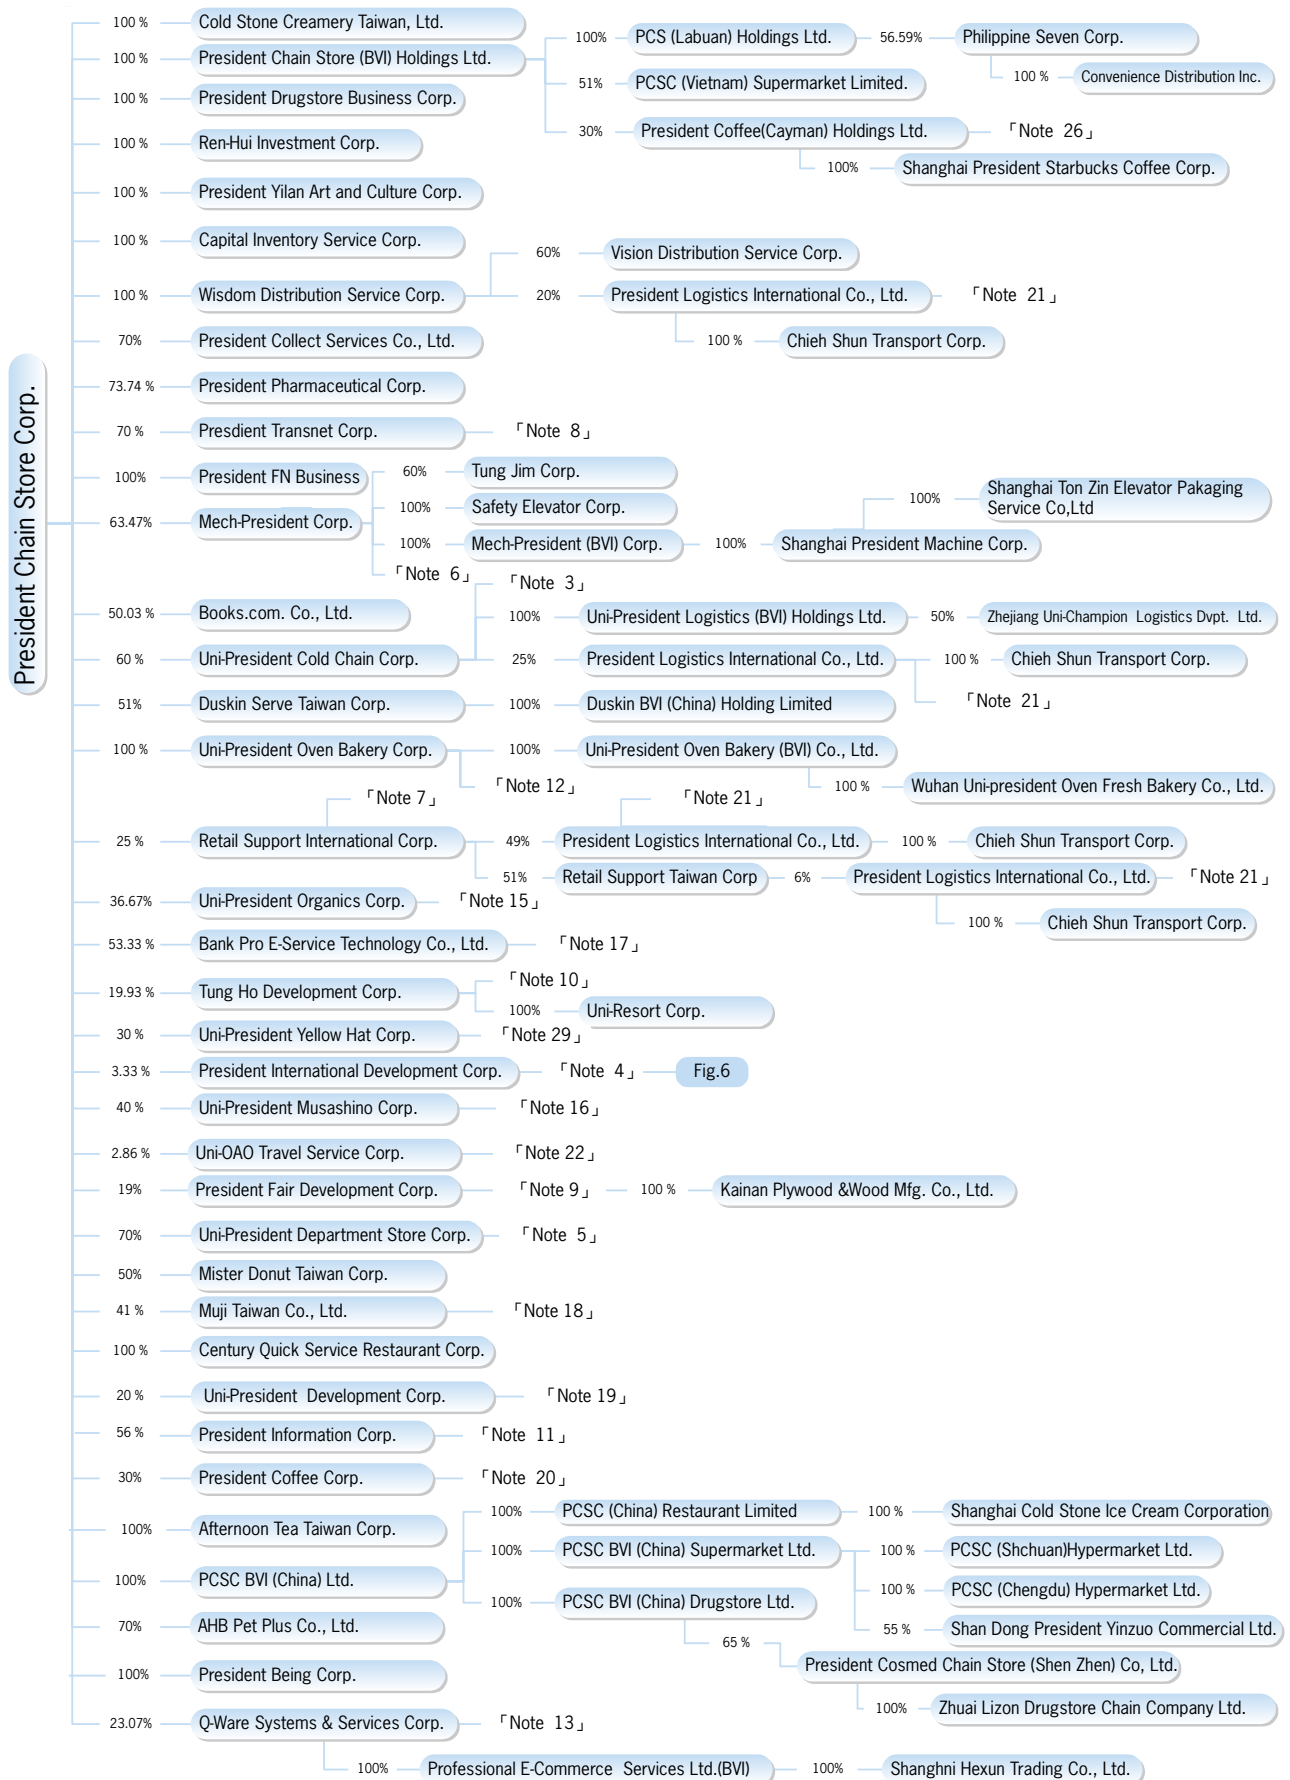 President Chain Store Corp.
100 % Cold Stone Creamery Taiwan, Ltd.
100% PCS (Labuan) Holdings Ltd. 56.59% Philippine Seven Corp.
100 % President Chain Store (BVI) Holdings Ltd.
100 % Convenience Distribution Inc.
51% PCSC (Vietnam) Supermarket Limited.
100 % President Drugstore Business Corp.
30% President Coffee(Cayman) Holdings Ltd. 「Note 26」
100 % Ren-Hui Investment Corp.
100% Shanghai President Starbucks Coffee Corp.
100 % President Yilan Art and Culture Corp.
100 % Capital Inventory Service Corp.
60% Vision Distribution Service Corp.
100 % Wisdom Distribution Service Corp. 20% President Logistics International Co., Ltd. 「Note 21」
70% President Collect Services Co., Ltd. 100 % Chieh Shun Transport Corp.
73.74 % President Pharmaceutical Corp.
70 % Presdient Transnet Corp. 「Note 8」
100% President FN Business
60% Tung Jim Corp.
100% Shanghai Ton Zin Elevator Pakaging
Service Co,Ltd
100% Safety Elevator Corp.
63.47% Mech-President Corp.
100% Mech-President (BVI) Corp. 100% Shanghai President Machine Corp.
「Note 6」
「Note 3」
50.03 % Books.com. Co., Ltd.
100% Uni-President Logistics (BVI) Holdings Ltd. 50% Zhejiang Uni-Champion Logistics Dvpt. Ltd.
60 % Uni-President Cold Chain Corp. 25% President Logistics International Co., Ltd. 100 % Chieh Shun Transport Corp.
「Note 21」
51% Duskin Serve Taiwan Corp. 100% Duskin BVI (China) Holding Limited
100 % Uni-President Oven Bakery Corp. 100% Uni-President Oven Bakery (BVI) Co., Ltd.
「Note 12」 100 % Wuhan Uni-president Oven Fresh Bakery Co., Ltd.
「Note 7」 「Note 21」
25 % Retail Support International Corp. 49% President Logistics International Co., Ltd. 100 % Chieh Shun Transport Corp.
51% Retail Support Taiwan Corp 6% President Logistics International Co., Ltd. 「Note 21」
36.67% Uni-President Organics Corp. 「Note 15」
100 % Chieh Shun Transport Corp.
53.33 % Bank Pro E-Service Technology Co., Ltd. 「Note 17」
「Note 10」
19.93 % Tung Ho Development Corp.
100% Uni-Resort Corp.
30 % Uni-President Yellow Hat Corp. 「Note 29」
3.33 % President International Development Corp. 「Note 4」 Fig.6
40 % Uni-President Musashino Corp. 「Note 16」
2.86 % Uni-OAO Travel Service Corp. 「Note 22」
19% President Fair Development Corp. 「Note 9」 100 % Kainan Plywood &Wood Mfg. Co., Ltd.
70% Uni-President Department Store Corp. 「Note 5」
50% Mister Donut Taiwan Corp.
41 % Muji Taiwan Co., Ltd. 「Note 18」
100 % Century Quick Service Restaurant Corp.
20 % Uni-President Development Corp. 「Note 19」
56 % President Information Corp. 「Note 11」
30% President Coffee Corp. 「Note 20」
100% PCSC (China) Restaurant Limited 100 % Shanghai Cold Stone Ice Cream Corporation
100% Afternoon Tea Taiwan Corp.
100% PCSC BVI (China) Supermarket Ltd. 100 % PCSC (Shchuan)Hypermarket Ltd.
100% PCSC BVI (China) Ltd.
100 % PCSC (Chengdu) Hypermarket Ltd.
100% PCSC BVI (China) Drugstore Ltd.
70% AHB Pet Plus Co., Ltd.
55 % Shan Dong President Yinzuo Commercial Ltd.
65 % President Cosmed Chain Store (Shen Zhen) Co, Ltd.
100% President Being Corp.
100% Zhuai Lizon Drugstore Chain Company Ltd.
23.07% Q-Ware Systems & Services Corp. 「Note 13」
100% Professional E-Commerce Services Ltd.(BVI) 100% Shanghni Hexun Trading Co., Ltd.